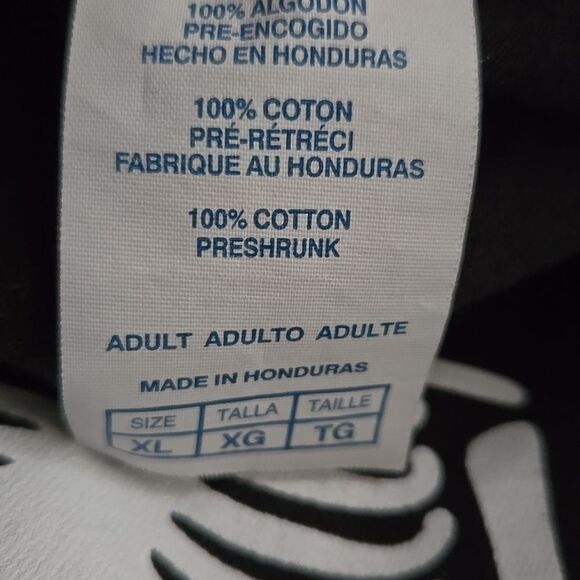 100% ALGODÓN
PRE-ENCOGIDO
HECHO EN HONDURAS
100% COTON
PRÉ-RÉTRÉCI
FABRIQUE AU HONDURAS
100% COTTON
PRESHRUNK
ADULT ADULTO ADULTE
MADE IN HONDURAS
SIZE TALLA TAILLE
XL XG TG